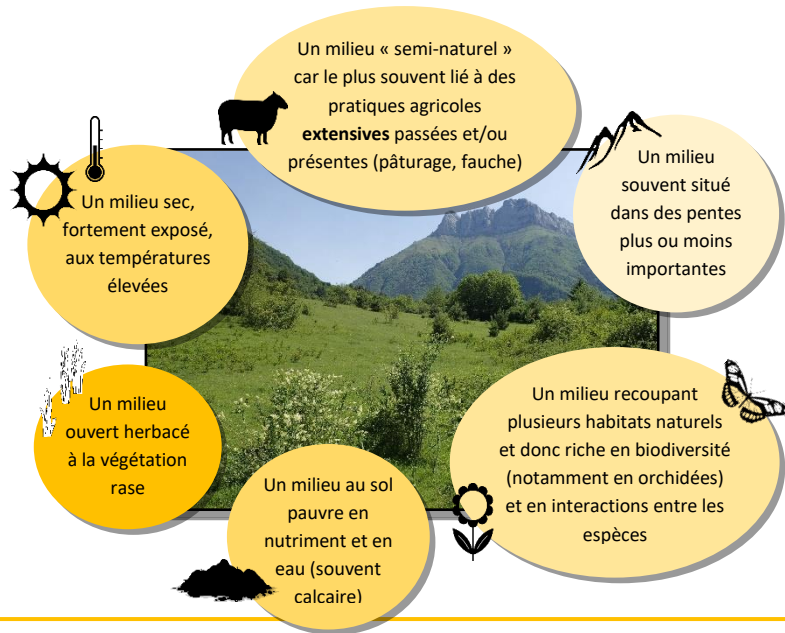 Un milieu « semi-naturel »
car le plus souvent lié à des
pratiques agricoles
extensives passées et/ou
présentes (pâturage, fauche)
Un milieu
souvent situé
dans des pentes
plus ou moins
importantes
Un milieu sec,
fortement exposé,
aux températures
élevées
Un milieu
ouvert herbacé
à la végétation
rase
Un milieu recoupant
plusieurs habitats naturels
et donc riche en biodiversité
(notamment en orchidées)
et en interactions entre les
espèces
Un milieu au sol
pauvre en
nutriment et en
eau (souvent
calcaire)